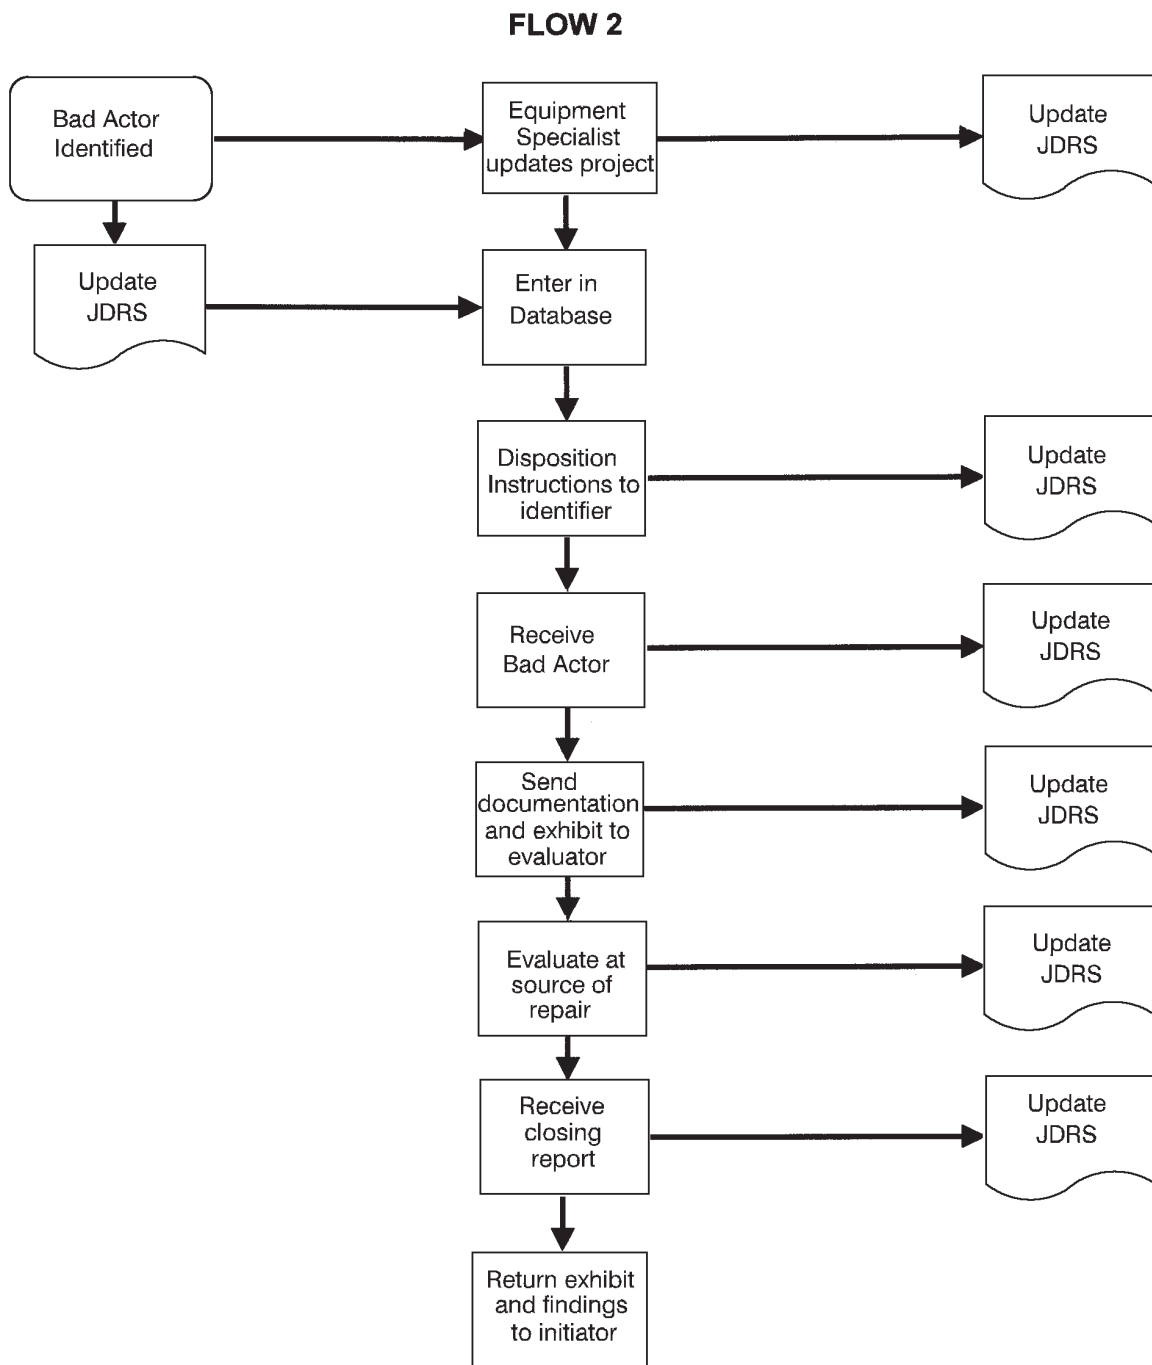 FLOW 2
Bad Actor
Identified
Equipment
Specialist
updates project
Update
JDRS
Update
JDRS
Enter in
Database
Disposition
Instructions to
identifier
Update
JDRS
Receive
Bad Actor
Update
JDRS
Send
documentation
and exhibit to
evaluator
Update
JDRS
Evaluate at
source of
repair
Update
JDRS
Receive
closing
report
Update
JDRS
Return exhibit
and findings
to initiator